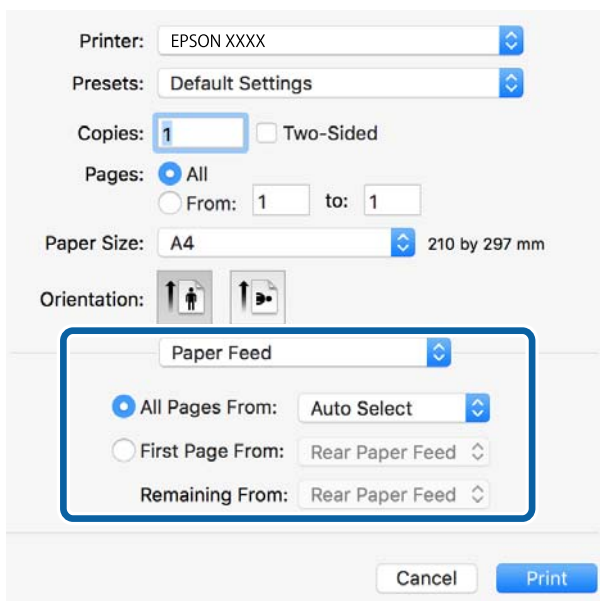 Printer: EPSON XXXX
Presets: Default Settings
Copies: 1 Two-Sided
Pages: All
From: 1 to: 1
Paper Size: A4 210 by 297 mm
Orientation:
Paper Feed
All Pages From: Auto Select
First Page From: Rear Paper Feed
Remaining From: Rear Paper Feed
Cancel Print